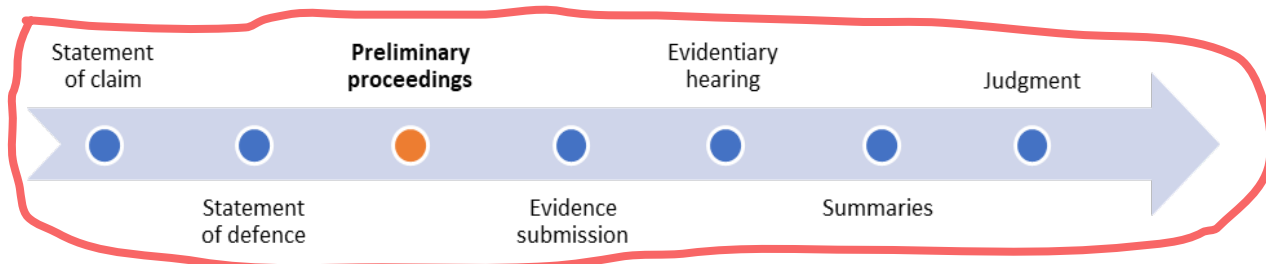 Statement
of claim
Statement
of defence
Preliminary
proceedings
Evidence
submission
Evidentiary
hearing
Summaries
Judgment